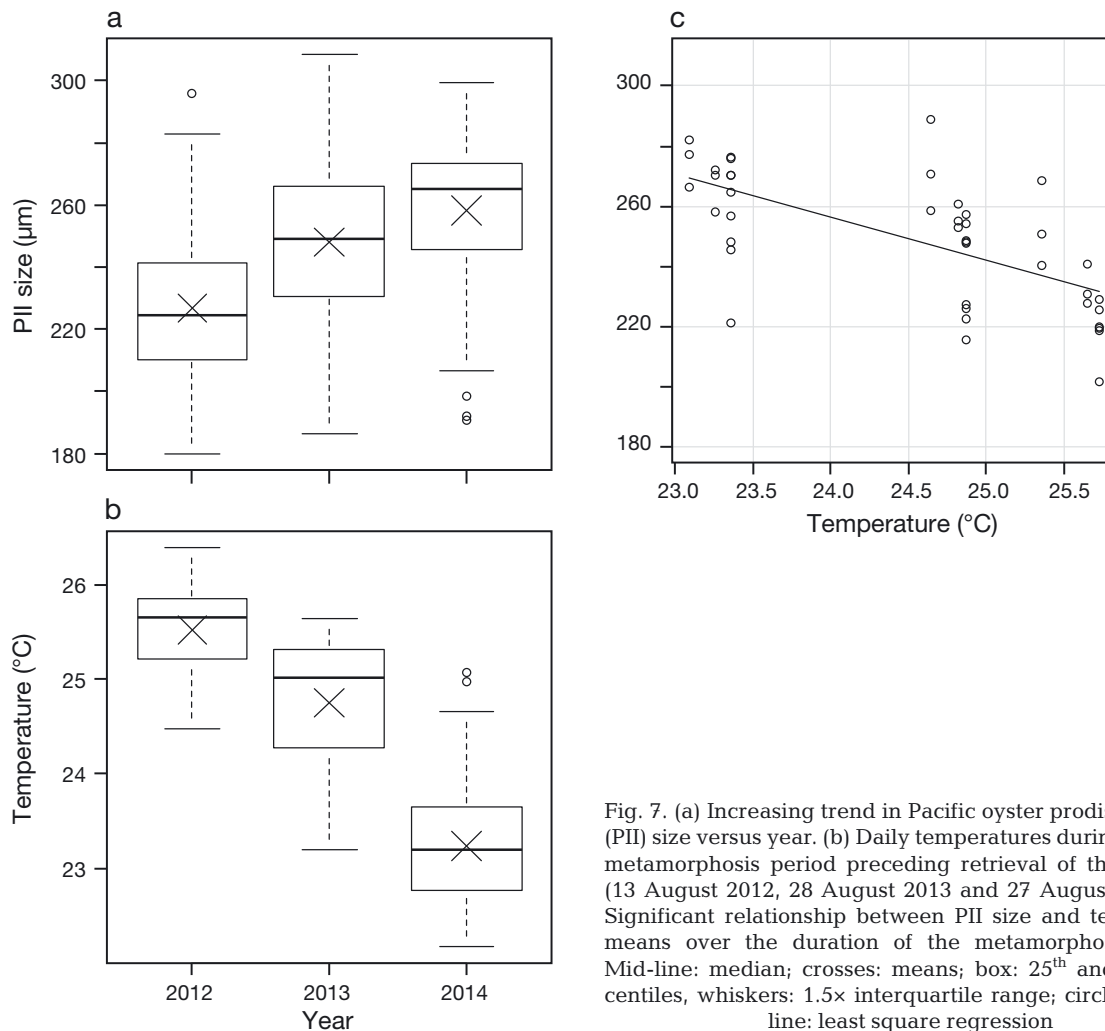 a
300
260
220
180
PII size (µm)
b
26
25
24
23
Temperature (°C)
2012 2013 2014
Year
c
300
260
220
180
23.0 23.5 24.0 24.5 25.0 25.5
Temperature (°C)
Fig. 7. (a) Increasing trend in Pacific oyster prodis
(PII) size versus year. (b) Daily temperatures durin
metamorphosis period preceding retrieval of th
(13 August 2012, 28 August 2013 and 27 Augus
Significant relationship between PII size and te
means over the duration of the metamorpho
Mid-line: median; crosses: means; box: 25th and
centiles, whiskers: 1.5× interquartile range; circl
line: least square regression